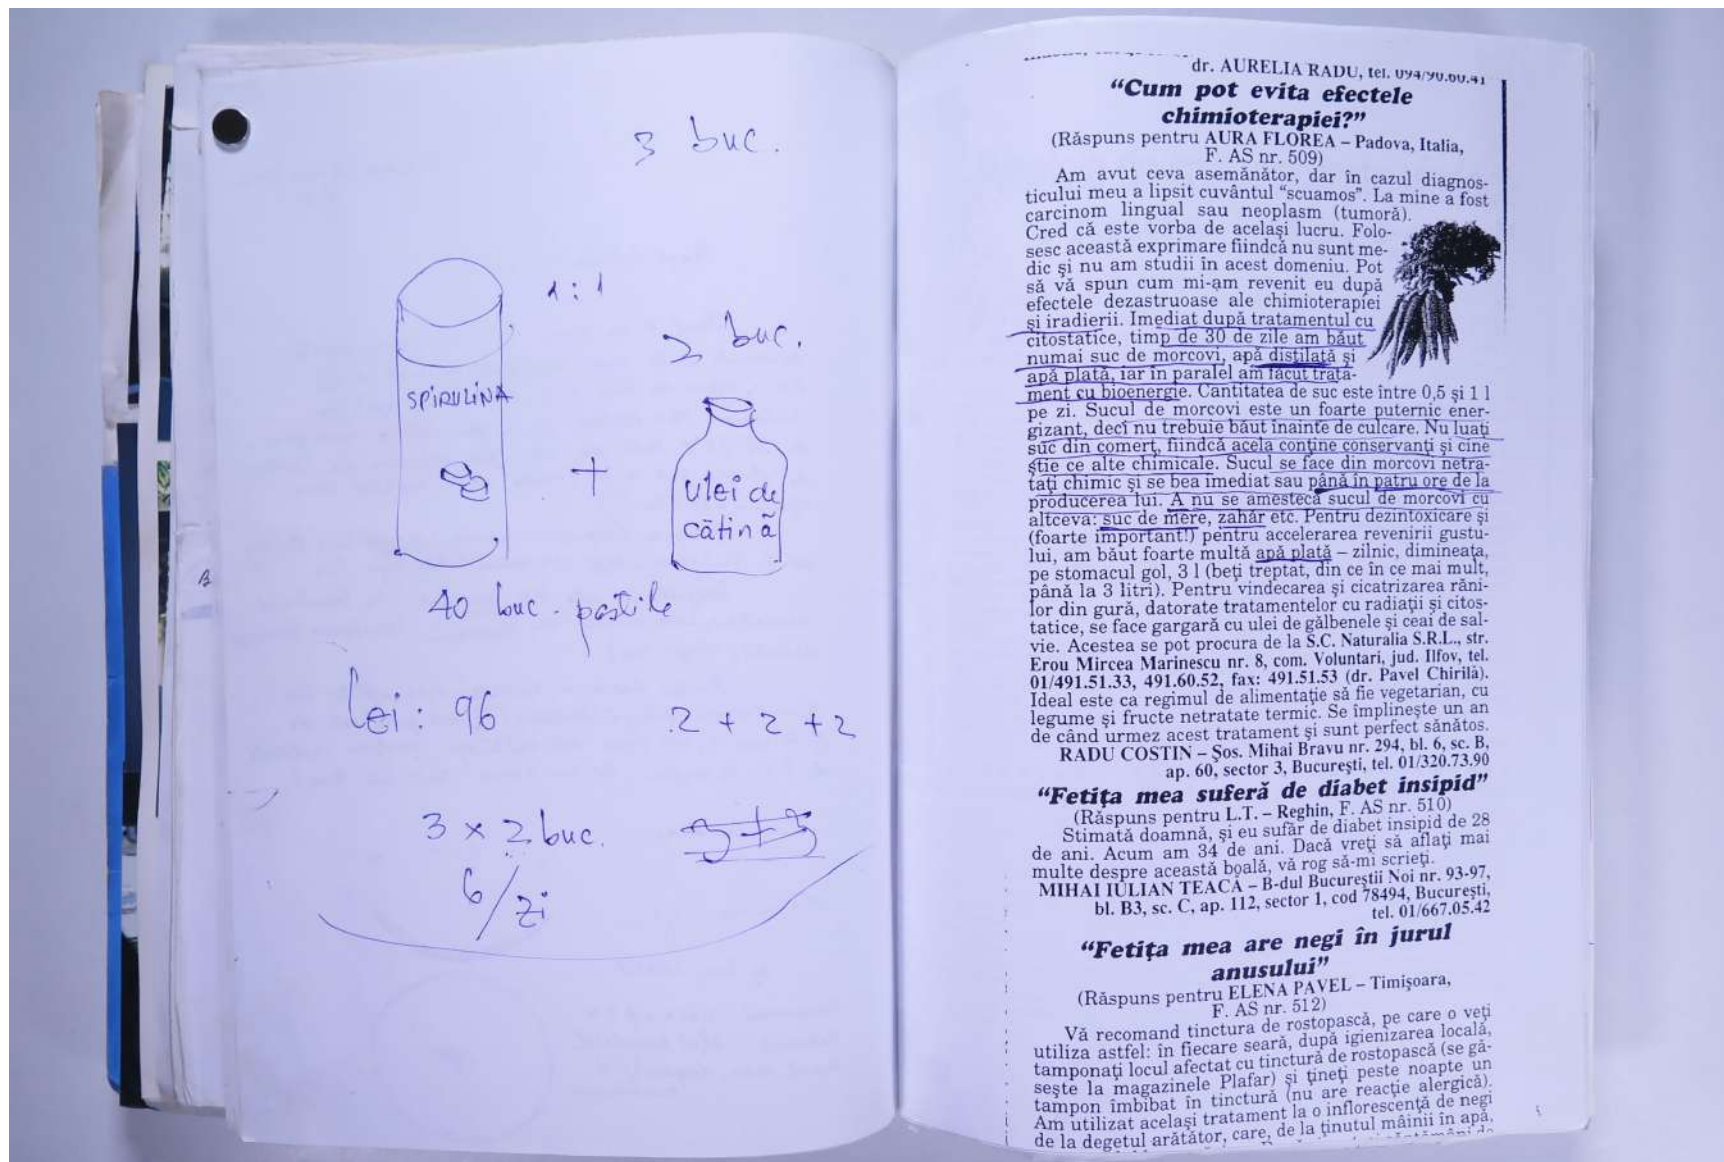 3 buc.
1 : 1
2 buc.
SPIRULINA
+
ulei de
cătină
40 buc. pastile
lei: 96
2 + 2 + 2
3 x 2 buc.
3+3
6/zi
dr. AURELIA RADU, tel. 094/90.60.41
“Cum pot evita efectele
chimioterapiei?”
(Răspuns pentru AURA FLOREA – Padova, Italia,
F. AS nr. 509)
Am avut ceva asemănător, dar în cazul diagnos-
ticului meu a lipsit cuvântul “scuamos”. La mine a fost
carcinom lingual sau neoplasm (tumoră).
Cred că este vorba de același lucru. Folo-
sesc această exprimare fiindcă nu sunt me-
dic și nu am studii în acest domeniu. Pot
să vă spun cum mi-am revenit eu după
efectele dezastruoase ale chimioterapiei
și iradierii. Imediat după tratamentul cu
citostatice, timp de 30 de zile am băut
numai suc de morcovi, apă distilată și
apă plată, iar în paralel am făcut trata-
ment cu bioenergie. Cantitatea de suc este între 0,5 și 1 l
pe zi. Sucul de morcovi este un foarte puternic ener-
gizant, deci nu trebuie băut înainte de culcare. Nu luați
suc din comerț, fiindcă acela conține conservanți și cine
știe ce alte chimicale. Sucul se face din morcovi netra-
tați chimic și se bea imediat sau până în patru ore de la
producerea lui. A nu se amesteca sucul de morcovi cu
altceva: suc de mere, zahăr etc. Pentru dezintoxicare și
(foarte important!) pentru accelerarea revenirii gustu-
lui, am băut foarte multă apă plată – zilnic, dimineața,
pe stomacul gol, 3 l (beți treptat, din ce în ce mai mult,
până la 3 litri). Pentru vindecarea și cicatrizarea răni-
lor din gură, datorate tratamentelor cu radiații și citos-
tatice, se face gargară cu ulei de gălbenele și ceai de sal-
vie. Acestea se pot procura de la S.C. Naturalia S.R.L., str.
Erou Mircea Marinescu nr. 8, com. Voluntari, jud. Ilfov, tel.
01/491.51.33, 491.60.52, fax: 491.51.53 (dr. Pavel Chirilă).
Ideal este ca regimul de alimentație să fie vegetarian, cu
legume și fructe netratate termic. Se împlinește un an
de când urmez acest tratament și sunt perfect sănătos.
RADU COSTIN – Șos. Mihai Bravu nr. 294, bl. 6, sc. B,
ap. 60, sector 3, București, tel. 01/320.73.90
“Fetița mea suferă de diabet insipid”
(Răspuns pentru L.T. – Reghin, F. AS nr. 510)
Stimată doamnă, și eu sufăr de diabet insipid de 28
de ani. Acum am 34 de ani. Dacă vreți să aflați mai
multe despre această boală, vă rog să-mi scrieți.
MIHAI IULIAN TEACĂ – B-dul Bucureștii Noi nr. 93-97,
bl. B3, sc. C, ap. 112, sector 1, cod 78494, București,
tel. 01/667.05.42
“Fetița mea are negi în jurul
anusului”
(Răspuns pentru ELENA PAVEL – Timișoara,
F. AS nr. 512)
Vă recomand tinctura de rostopască, pe care o veți
utiliza astfel: în fiecare seară, după igienizarea locală,
tamponați locul afectat cu tinctură de rostopască (se gă-
sește la magazinele Plafar) și țineți peste noapte un
tampon îmbibat în tinctură (nu are reacție alergică).
Am utilizat același tratament la o inflorescență de negi
de la degetul arătător, care, de la ținutul mâinii în apă,